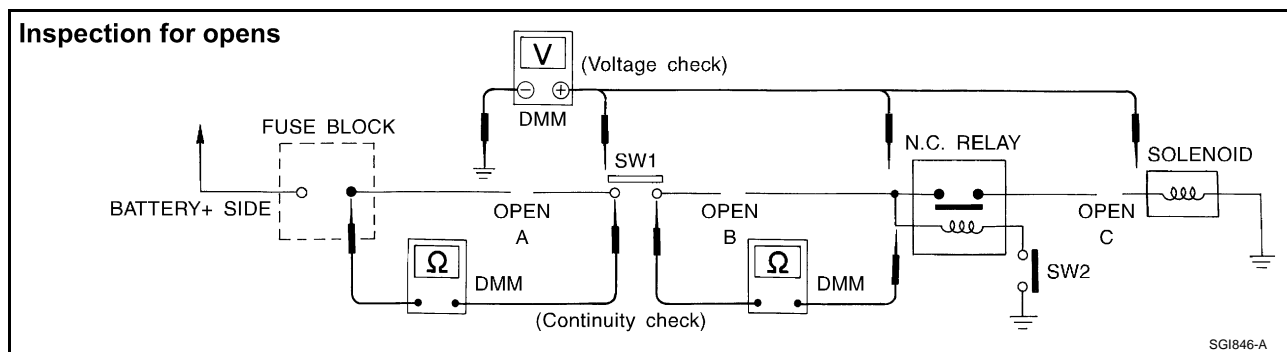 Inspection for opens
V
(Voltage check)
− +
DMM
FUSE BLOCK
SW1
N.C. RELAY
SOLENOID
BATTERY+ SIDE
OPEN
A
OPEN
B
OPEN
C
Ω
DMM
Ω
DMM
SW2
(Continuity check)
SGI846-A